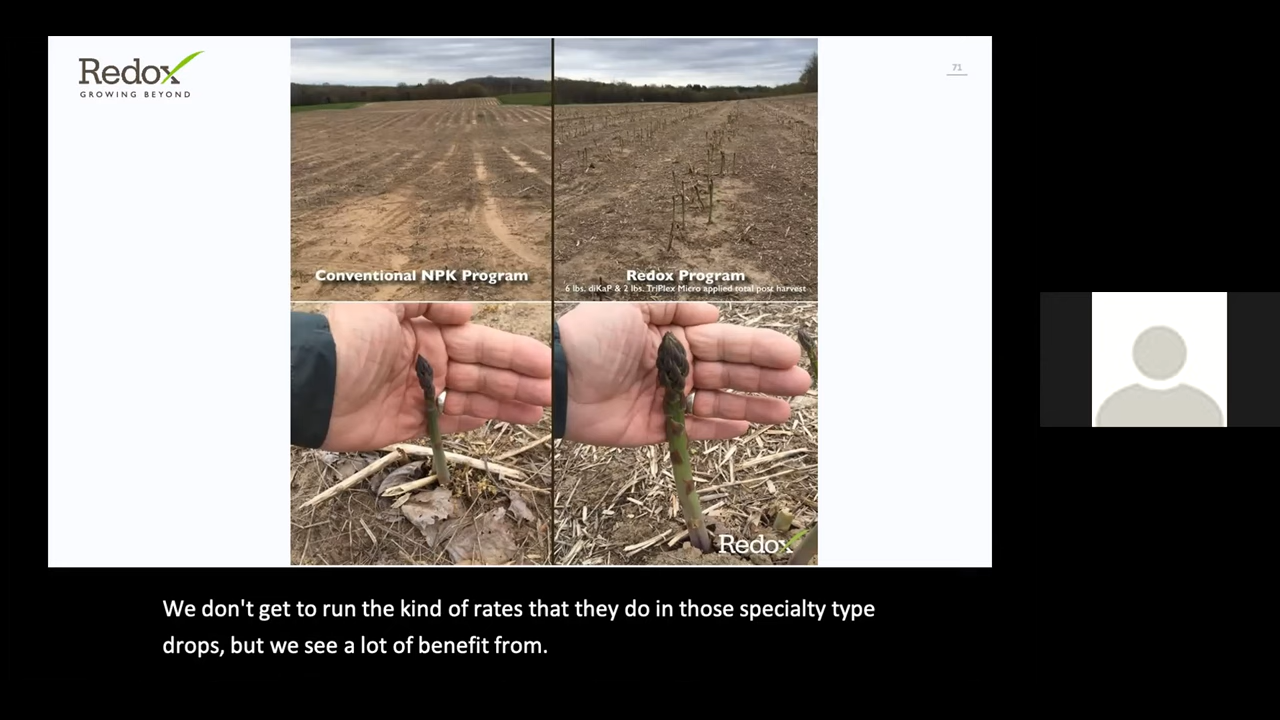 Redox
GROWING BEYOND
71
Conventional NPK Program
Redox Program
6 lbs. diKaP & 2 lbs. TriPlex Micro applied total post harvest
Redox
We don't get to run the kind of rates that they do in those specialty type
drops, but we see a lot of benefit from.